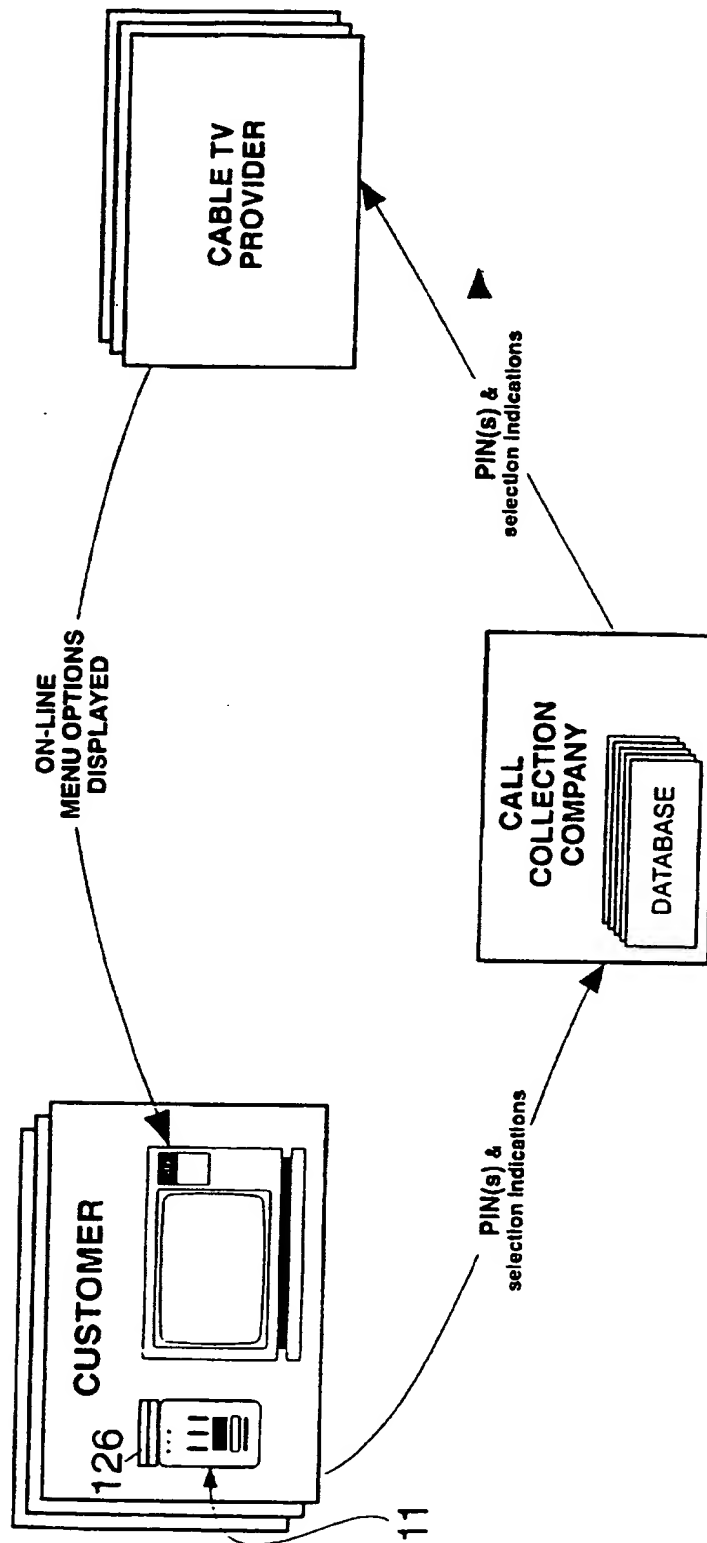 CUSTOMER
126
11
ON-LINE
MENU OPTIONS
DISPLAYED
CABLE TV
PROVIDER
PIN(s) &
selection indications
CALL
COLLECTION
COMPANY
DATABASE
PIN(s) &
selection indications